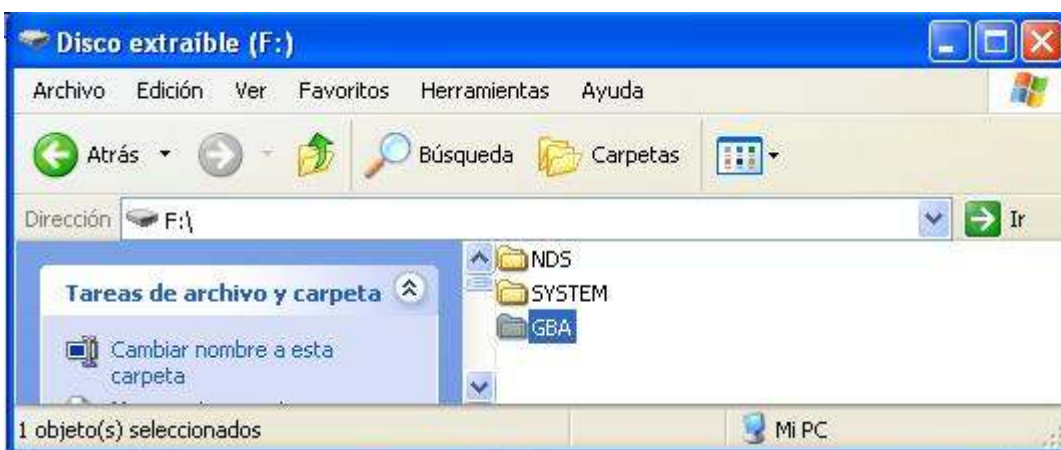 Disco extraíble (F:)
Archivo Edición Ver Favoritos Herramientas Ayuda
Atrás Búsqueda Carpetas
Dirección F:\ Ir
Tareas de archivo y carpeta
Cambiar nombre a esta
carpeta
NDS
SYSTEM
GBA
1 objeto(s) seleccionados Mi PC